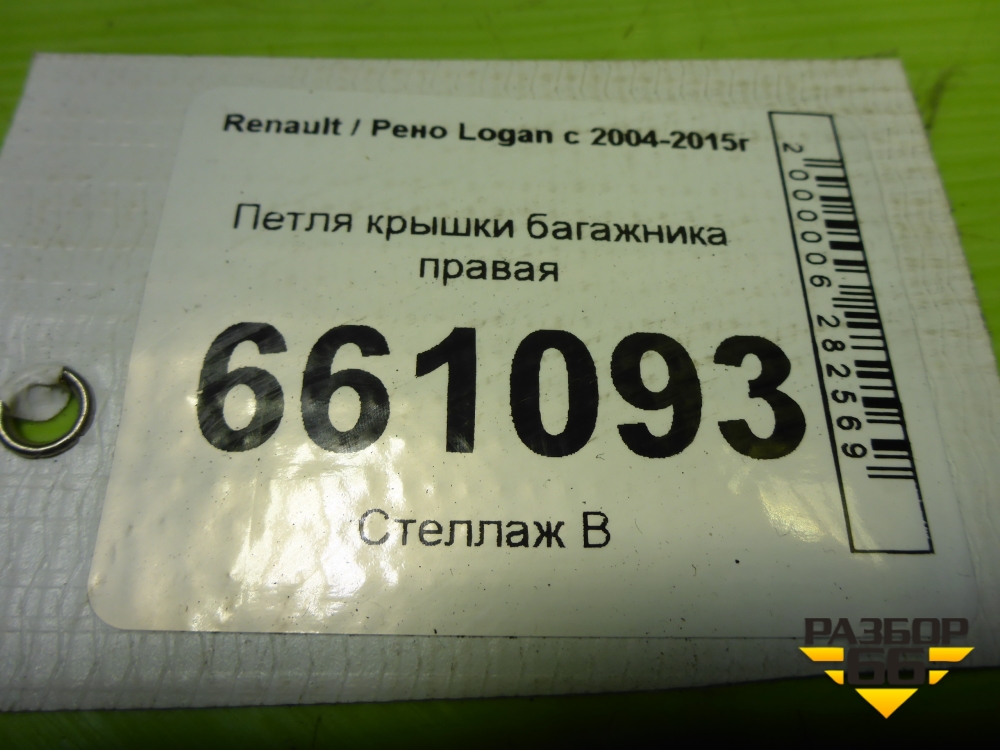 Renault / Рено Logan с 2004-2015г
Петля крышки багажника
правая
661093
Стеллаж В
2000006282569
РАЗБОР
66